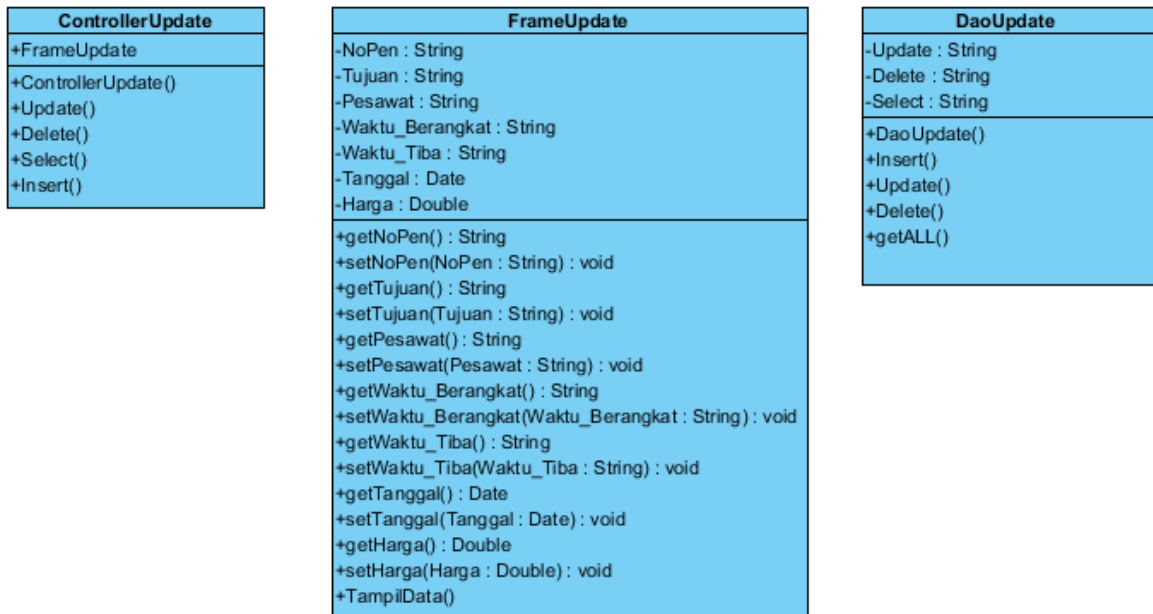 ControllerUpdate
+FrameUpdate
+ControllerUpdate()
+Update()
+Delete()
+Select()
+Insert()
FrameUpdate
-NoPen : String
-Tujuan : String
-Pesawat : String
-Waktu_Berangkat : String
-Waktu_Tiba : String
-Tanggal : Date
-Harga : Double
+getNoPen() : String
+setNoPen(NoPen : String) : void
+getTujuan() : String
+setTujuan(Tujuan : String) : void
+getPesawat() : String
+setPesawat(Pesawat : String) : void
+getWaktu_Berangkat() : String
+setWaktu_Berangkat(Waktu_Berangkat : String) : void
+getWaktu_Tiba() : String
+setWaktu_Tiba(Waktu_Tiba : String) : void
+getTanggal() : Date
+setTanggal(Tanggal : Date) : void
+getHarga() : Double
+setHarga(Harga : Double) : void
+TampilData()
DaoUpdate
-Update : String
-Delete : String
-Select : String
+DaoUpdate()
+Insert()
+Update()
+Delete()
+getALL()